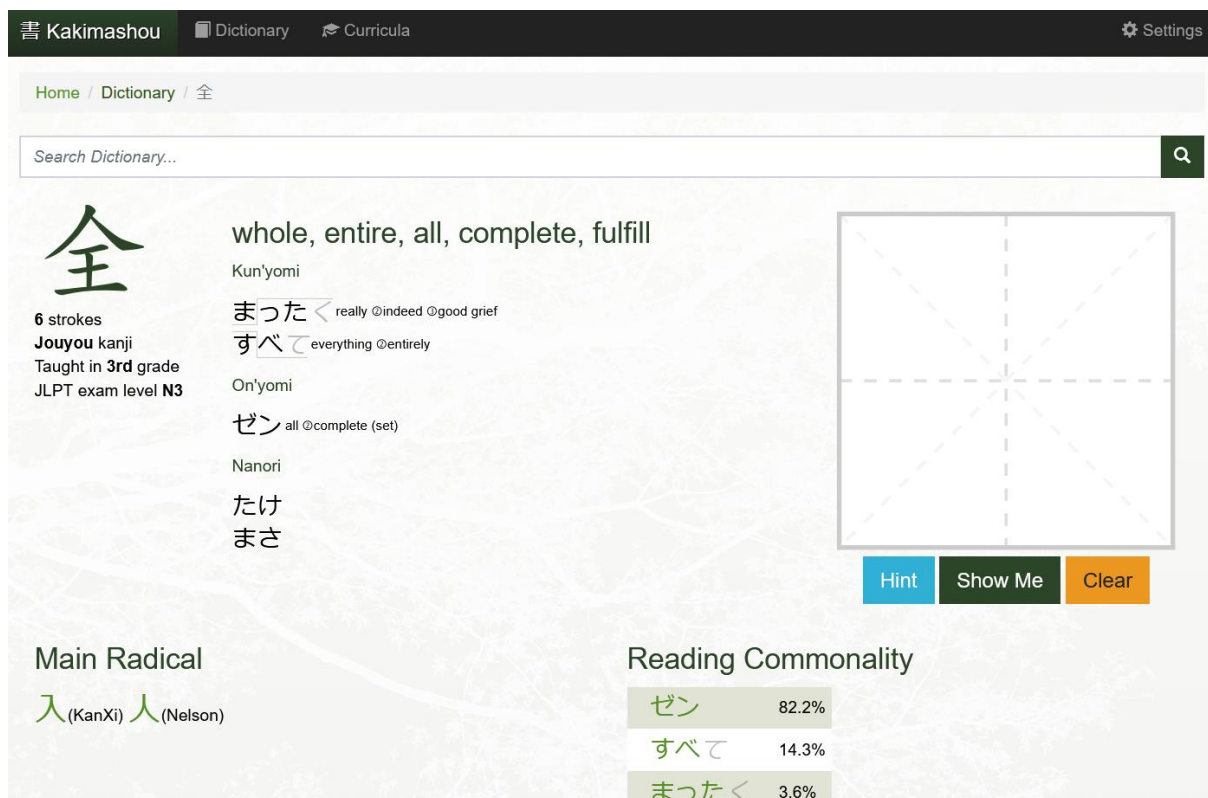 書 Kakimashou Dictionary Curricula Settings
Home / Dictionary / 全
Search Dictionary...
全
6 strokes
Jouyou kanji
Taught in 3rd grade
JLPT exam level N3
whole, entire, all, complete, fulfill
Kun'yomi
まったく really ②indeed ③good grief
すべて everything ②entirely
On'yomi
ゼン all ②complete (set)
Nanori
たけ
まさ
Hint Show Me Clear
Main Radical
入 (KanXi) 人 (Nelson)
Reading Commonality
ゼン 82.2%
すべて 14.3%
まったく 3.6%